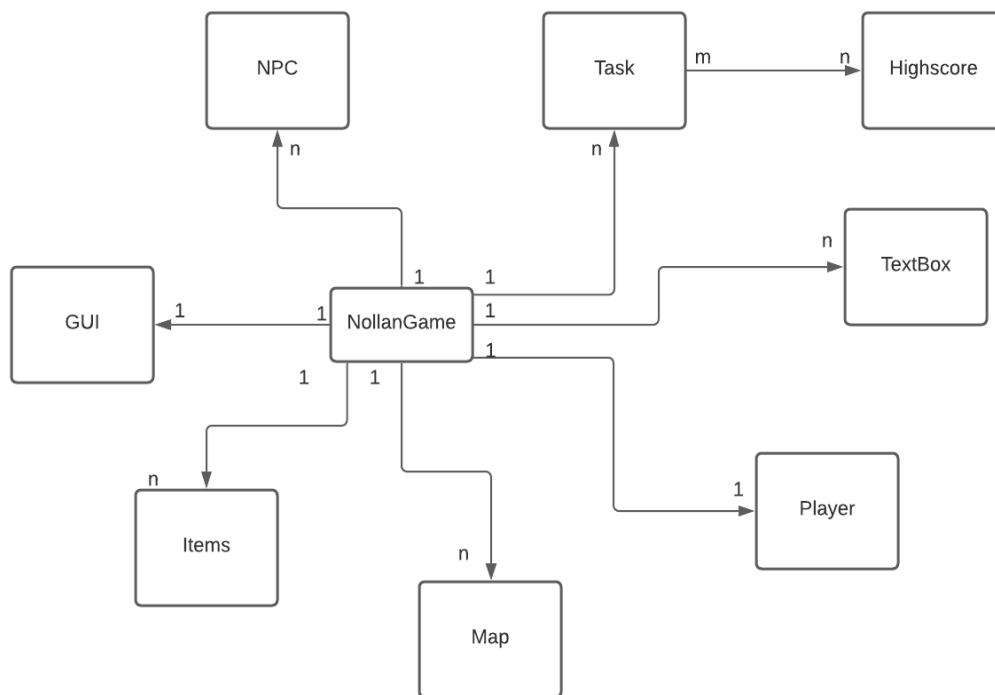 NPC
Task
m
n
Highscore
n
n
n
TextBox
1
1
GUI
1
1
NollanGame
1
1
1
1
n
1
Player
Items
n
Map